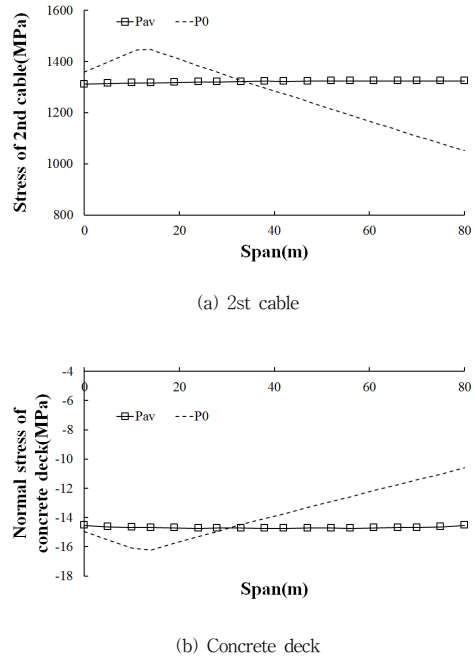 1600
1400
1200
1000
800
Stress of 2nd cable(MPa)
Pav
P0
0
20
40
60
80
Span(m)
(a) 2st cable
-4
-6
-8
-10
-12
-14
-16
-18
Normal stress of
concrete deck(MPa)
0
20
40
60
80
Pav
P0
Span(m)
(b) Concrete deck